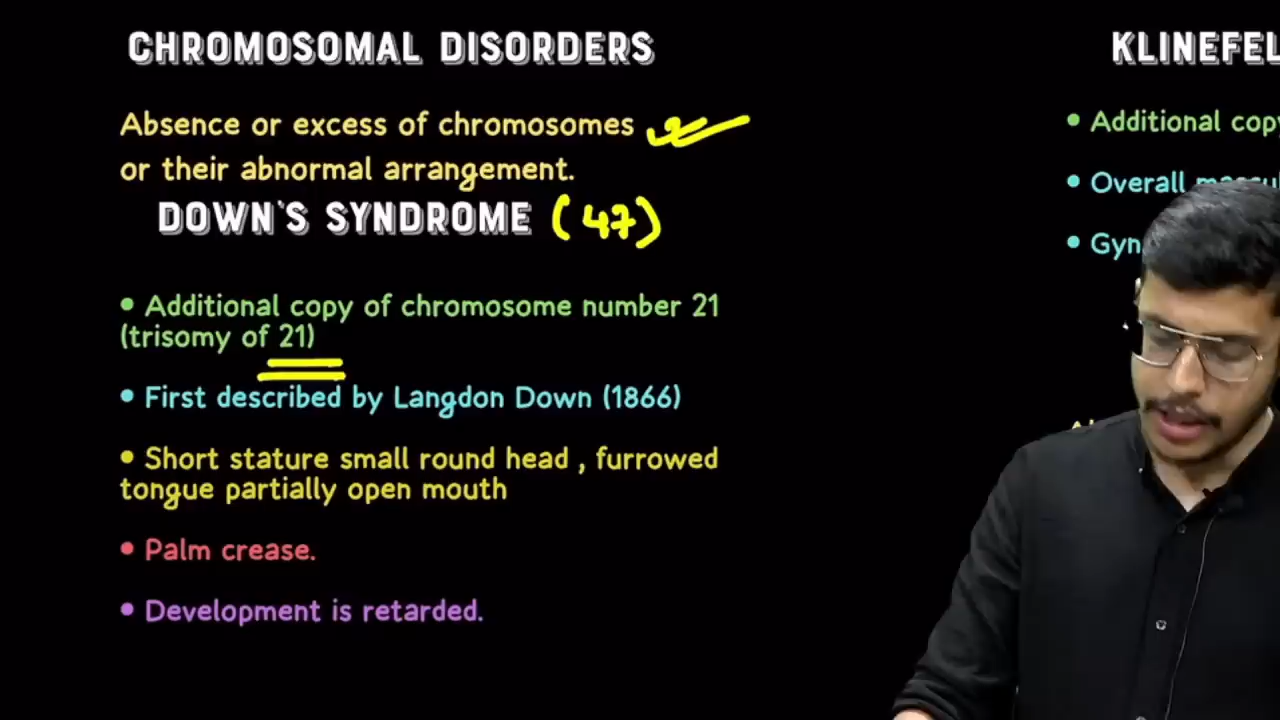 CHROMOSOMAL DISORDERS
Absence or excess of chromosomes
or their abnormal arrangement.
DOWN'S SYNDROME (47)
• Additional copy of chromosome number 21
(trisomy of 21)
• First described by Langdon Down (1866)
• Short stature small round head , furrowed
tongue partially open mouth
• Palm crease.
• Development is retarded.
KLINEFEL
• Additional copy
• Overall
• Gyn